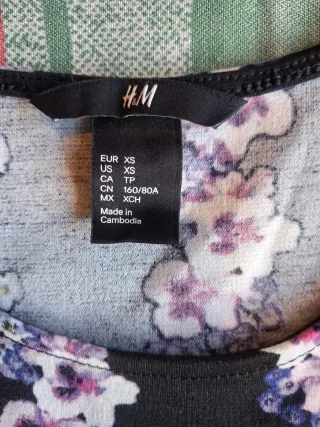 H&M
EUR XS
US XS
CA TP
CN 160/80A
MX XCH
Made in
Cambodia